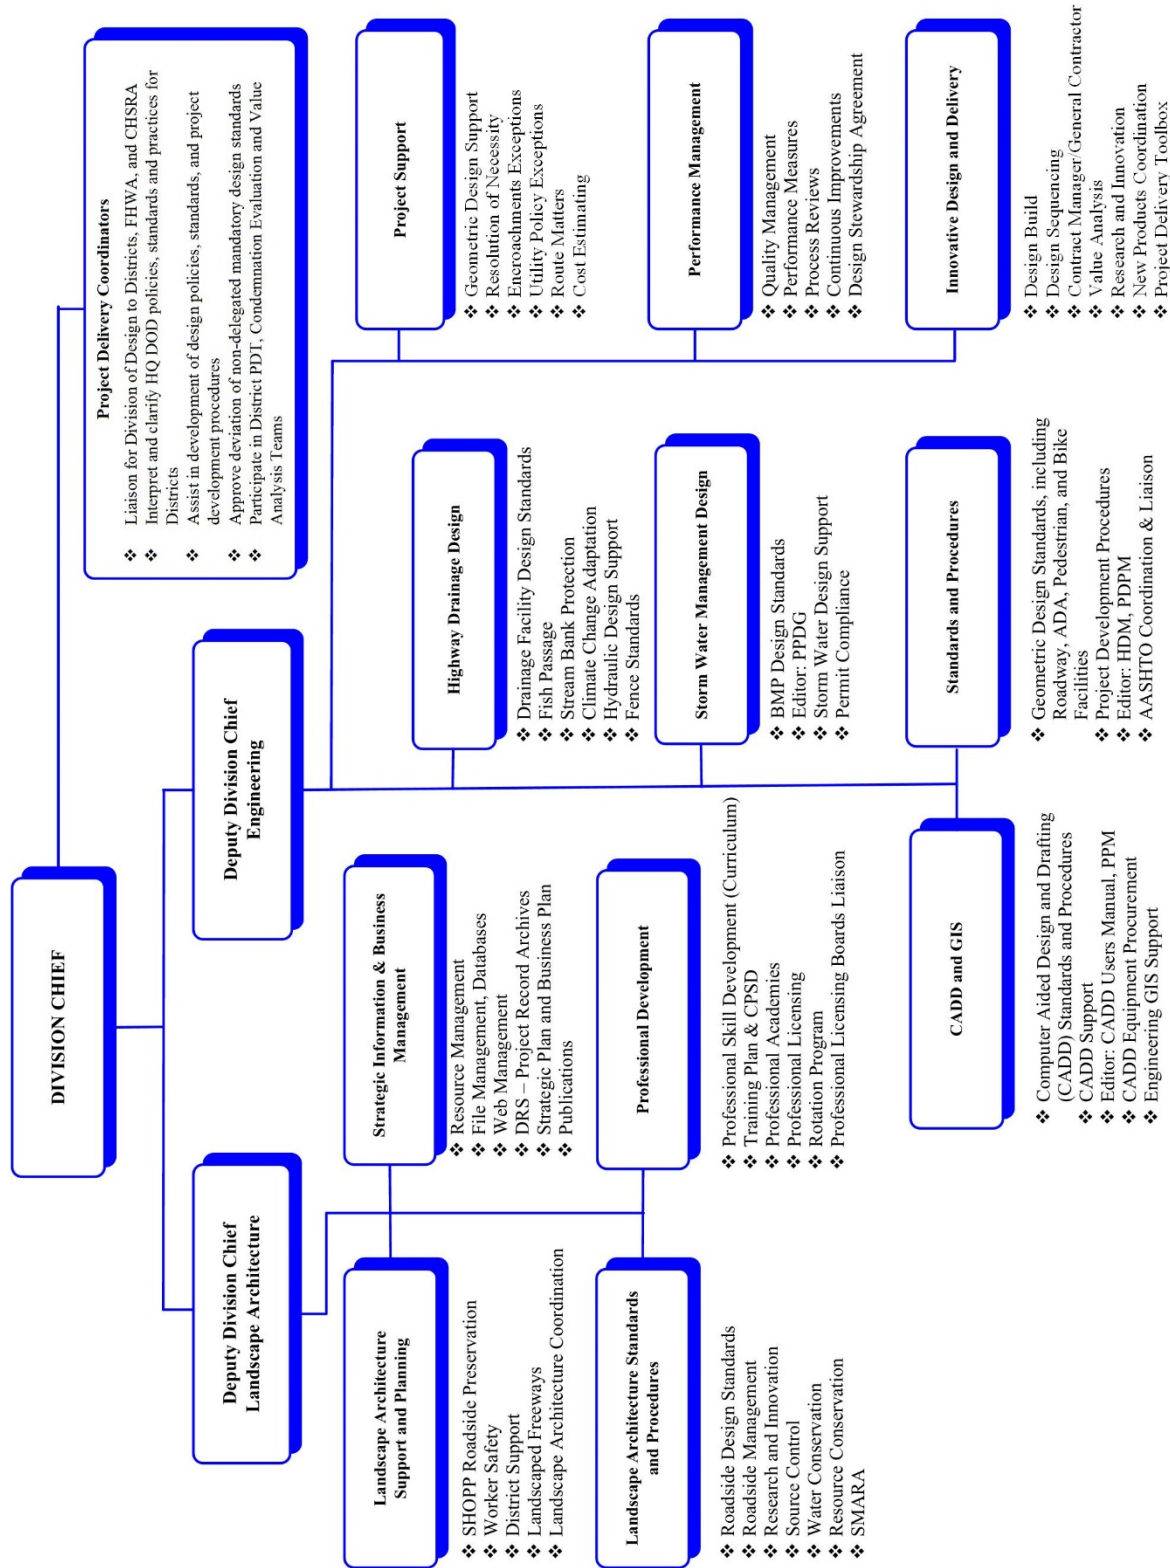 DIVISION CHIEF
Project Delivery Coordinators
❖ Liaison for Division of Design to Districts, FHWA, and CHSRA
❖ Interpret and clarify HQ DOD policies, standards and practices for
Districts
❖ Assist in development of design policies, standards, and project
development procedures
❖ Approve deviation of non-delegated mandatory design standards
❖ Participate in District PDT, Condemnation Evaluation and Value
Analysis Teams
Deputy Division Chief
Landscape Architecture
Deputy Division Chief
Engineering
Landscape Architecture
Support and Planning
❖ SHOPP Roadside Preservation
❖ Worker Safety
❖ District Support
❖ Landscaped Freeways
❖ Landscape Architecture Coordination
Strategic Information & Business
Management
❖ Resource Management
❖ File Management, Databases
❖ Web Management
❖ DRS – Project Record Archives
❖ Strategic Plan and Business Plan
❖ Publications
Highway Drainage Design
❖ Drainage Facility Design Standards
❖ Fish Passage
❖ Stream Bank Protection
❖ Climate Change Adaptation
❖ Hydraulic Design Support
❖ Fence Standards
Project Support
❖ Geometric Design Support
❖ Resolution of Necessity
❖ Encroachments Exceptions
❖ Utility Policy Exceptions
❖ Route Matters
❖ Cost Estimating
Landscape Architecture Standards
and Procedures
❖ Roadside Design Standards
❖ Roadside Management
❖ Research and Innovation
❖ Source Control
❖ Water Conservation
❖ Resource Conservation
❖ SMARA
Professional Development
❖ Professional Skill Development (Curriculum)
❖ Training Plan & CPSD
❖ Professional Academies
❖ Professional Licensing
❖ Rotation Program
❖ Professional Licensing Boards Liaison
Storm Water Management Design
❖ BMP Design Standards
❖ Editor: PPDG
❖ Storm Water Design Support
❖ Permit Compliance
Performance Management
❖ Quality Management
❖ Performance Measures
❖ Process Reviews
❖ Continuous Improvements
❖ Design Stewardship Agreement
CADD and GIS
❖ Computer Aided Design and Drafting
(CADD) Standards and Procedures
❖ CADD Support
❖ Editor: CADD Users Manual, PPM
❖ CADD Equipment Procurement
❖ Engineering GIS Support
Standards and Procedures
❖ Geometric Design Standards, including
Roadway, ADA, Pedestrian, and Bike
Facilities
❖ Project Development Procedures
❖ Editor: HDM, PDPM
❖ AASHTO Coordination & Liaison
Innovative Design and Delivery
❖ Design Build
❖ Design Sequencing
❖ Contract Manager/General Contractor
❖ Value Analysis
❖ Research and Innovation
❖ New Products Coordination
❖ Project Delivery Toolbox